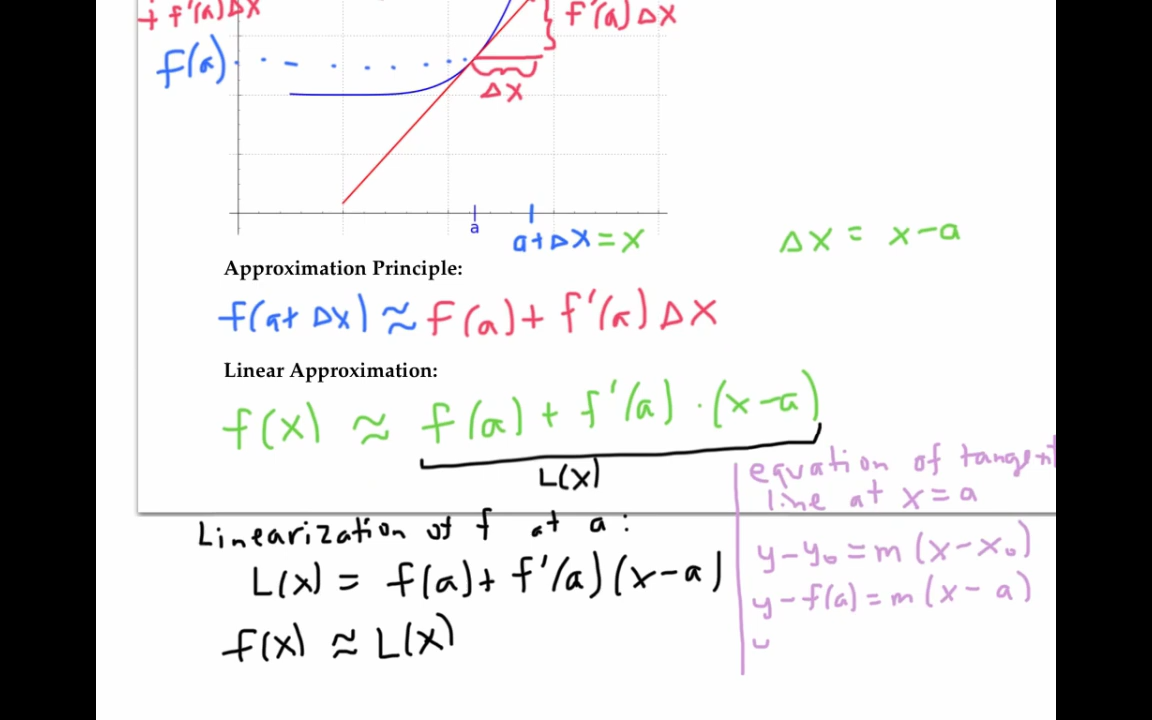 + f'(a) Δx
f'(a) Δx
f(a)
Δx
a
a+Δx = x
Δx = x-a
Approximation Principle:
f(a+ Δx) ≈ f(a) + f'(a) Δx
Linear Approximation:
f(x) ≈ f(a) + f'(a) · (x-a)
L(x)
equation of tangent
line at x = a
Linearization of f at a :
y - y₀ = m (x - x₀)
L(x) = f(a) + f'(a) (x-a)
y - f(a) = m (x - a)
f(x) ≈ L(x)